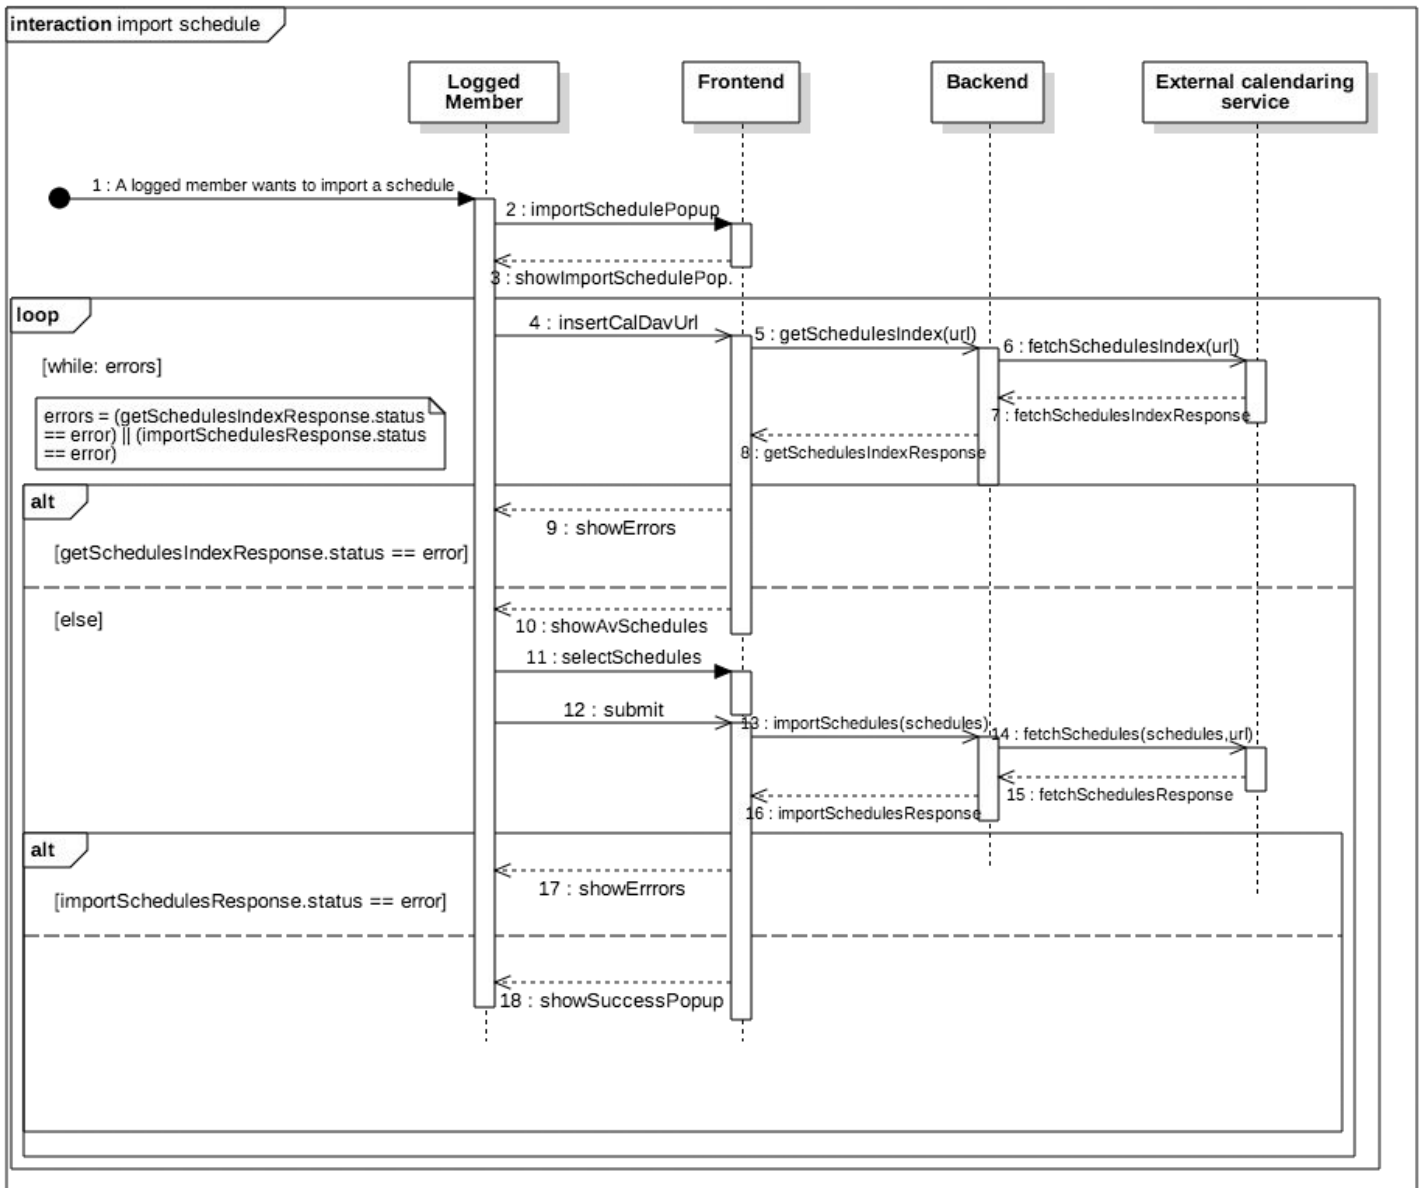 interaction import schedule
Logged
Member
Frontend
Backend
External calendaring
service
1 : A logged member wants to import a schedule
2 : importSchedulePopup
3 : showImportSchedulePop.
loop
4 : insertCalDavUrl
5 : getSchedulesIndex(url)
6 : fetchSchedulesIndex(url)
[while: errors]
errors = (getSchedulesIndexResponse.status
== error) || (importSchedulesResponse.status
== error)
7 : fetchSchedulesIndexResponse
8 : getSchedulesIndexResponse
alt
9 : showErrors
[getSchedulesIndexResponse.status == error]
[else]
10 : showAvSchedules
11 : selectSchedules
12 : submit
13 : importSchedules(schedules)
14 : fetchSchedules(schedules,url)
15 : fetchSchedulesResponse
16 : importSchedulesResponse
alt
17 : showErrrors
[importSchedulesResponse.status == error]
18 : showSuccessPopup